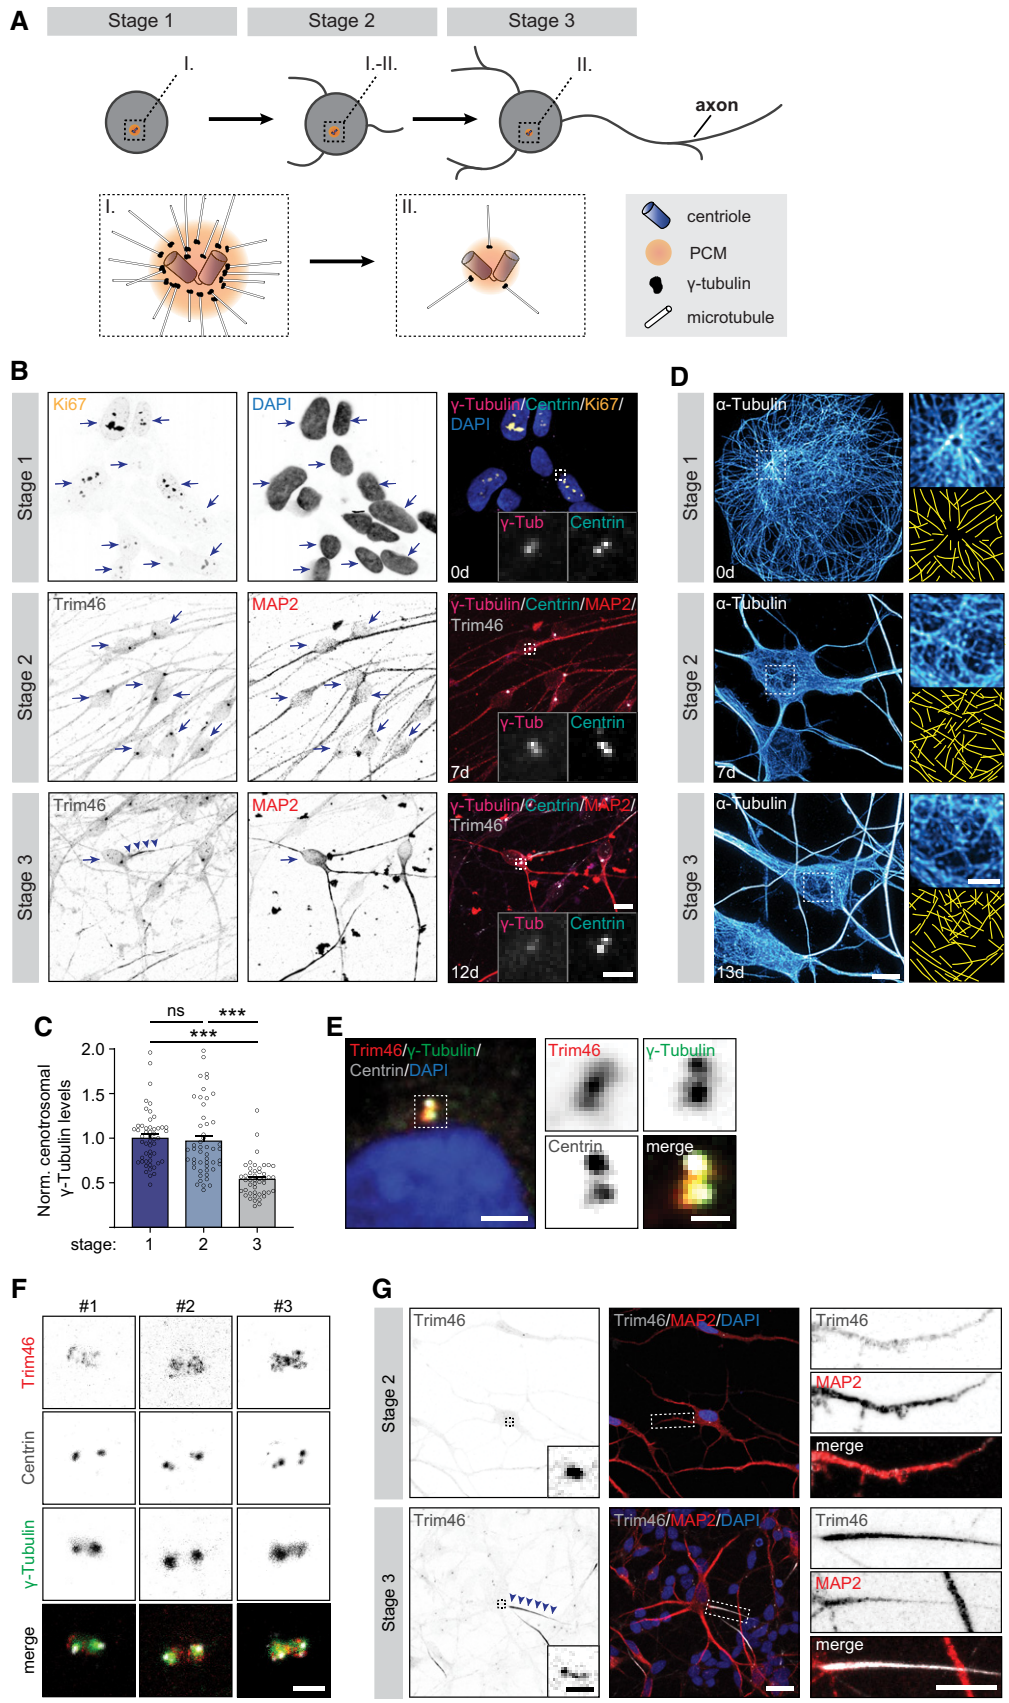 A
Stage 1
Stage 2
Stage 3
I.
I.-II.
II.
axon
I.
II.
centriole
PCM
γ-tubulin
microtubule
B
Stage 1
Ki67
DAPI
γ-Tubulin/Centrin/Ki67/
DAPI
γ-Tub
Centrin
0d
Stage 2
Trim46
MAP2
γ-Tubulin/Centrin/MAP2/
Trim46
γ-Tub
Centrin
7d
Stage 3
Trim46
MAP2
γ-Tubulin/Centrin/MAP2/
Trim46
γ-Tub
Centrin
12d
D
Stage 1
α-Tubulin
0d
Stage 2
α-Tubulin
7d
Stage 3
α-Tubulin
13d
C
ns
***
***
Norm. cenotrosomal
γ-Tubulin levels
2.0
1.5
1.0
0.5
stage:
1
2
3
E
Trim46/γ-Tubulin/
Centrin/DAPI
Trim46
γ-Tubulin
Centrin
merge
F
#1
#2
#3
Trim46
Centrin
γ-Tubulin
merge
G
Stage 2
Trim46
Trim46/MAP2/DAPI
Trim46
MAP2
merge
Stage 3
Trim46
Trim46/MAP2/DAPI
Trim46
MAP2
merge